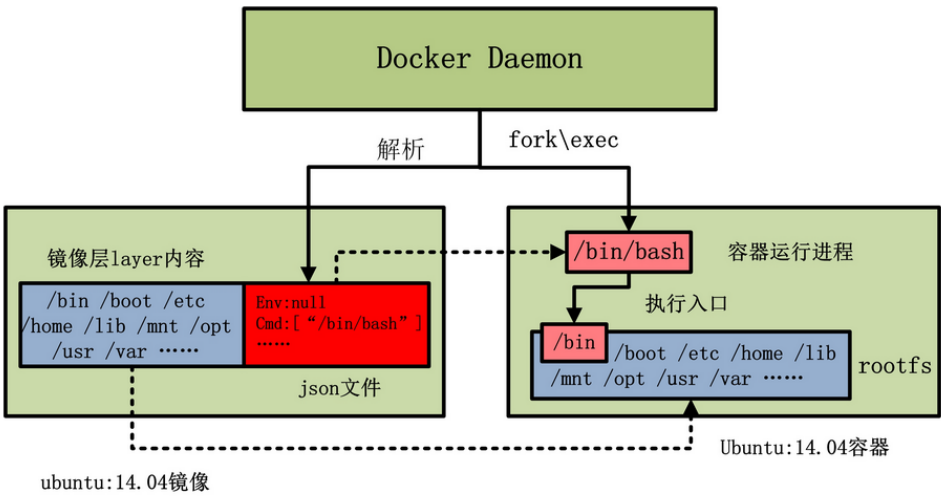 Docker Daemon
解析
fork\exec
镜像层layer内容
/bin /boot /etc
/home /lib /mnt /opt
/usr /var ……
Env:null
Cmd:[“/bin/bash”]
……
json文件
ubuntu:14.04镜像
/bin/bash
容器运行进程
执行入口
/bin
/boot /etc /home /lib
/mnt /opt /usr /var ……
rootfs
Ubuntu:14.04容器